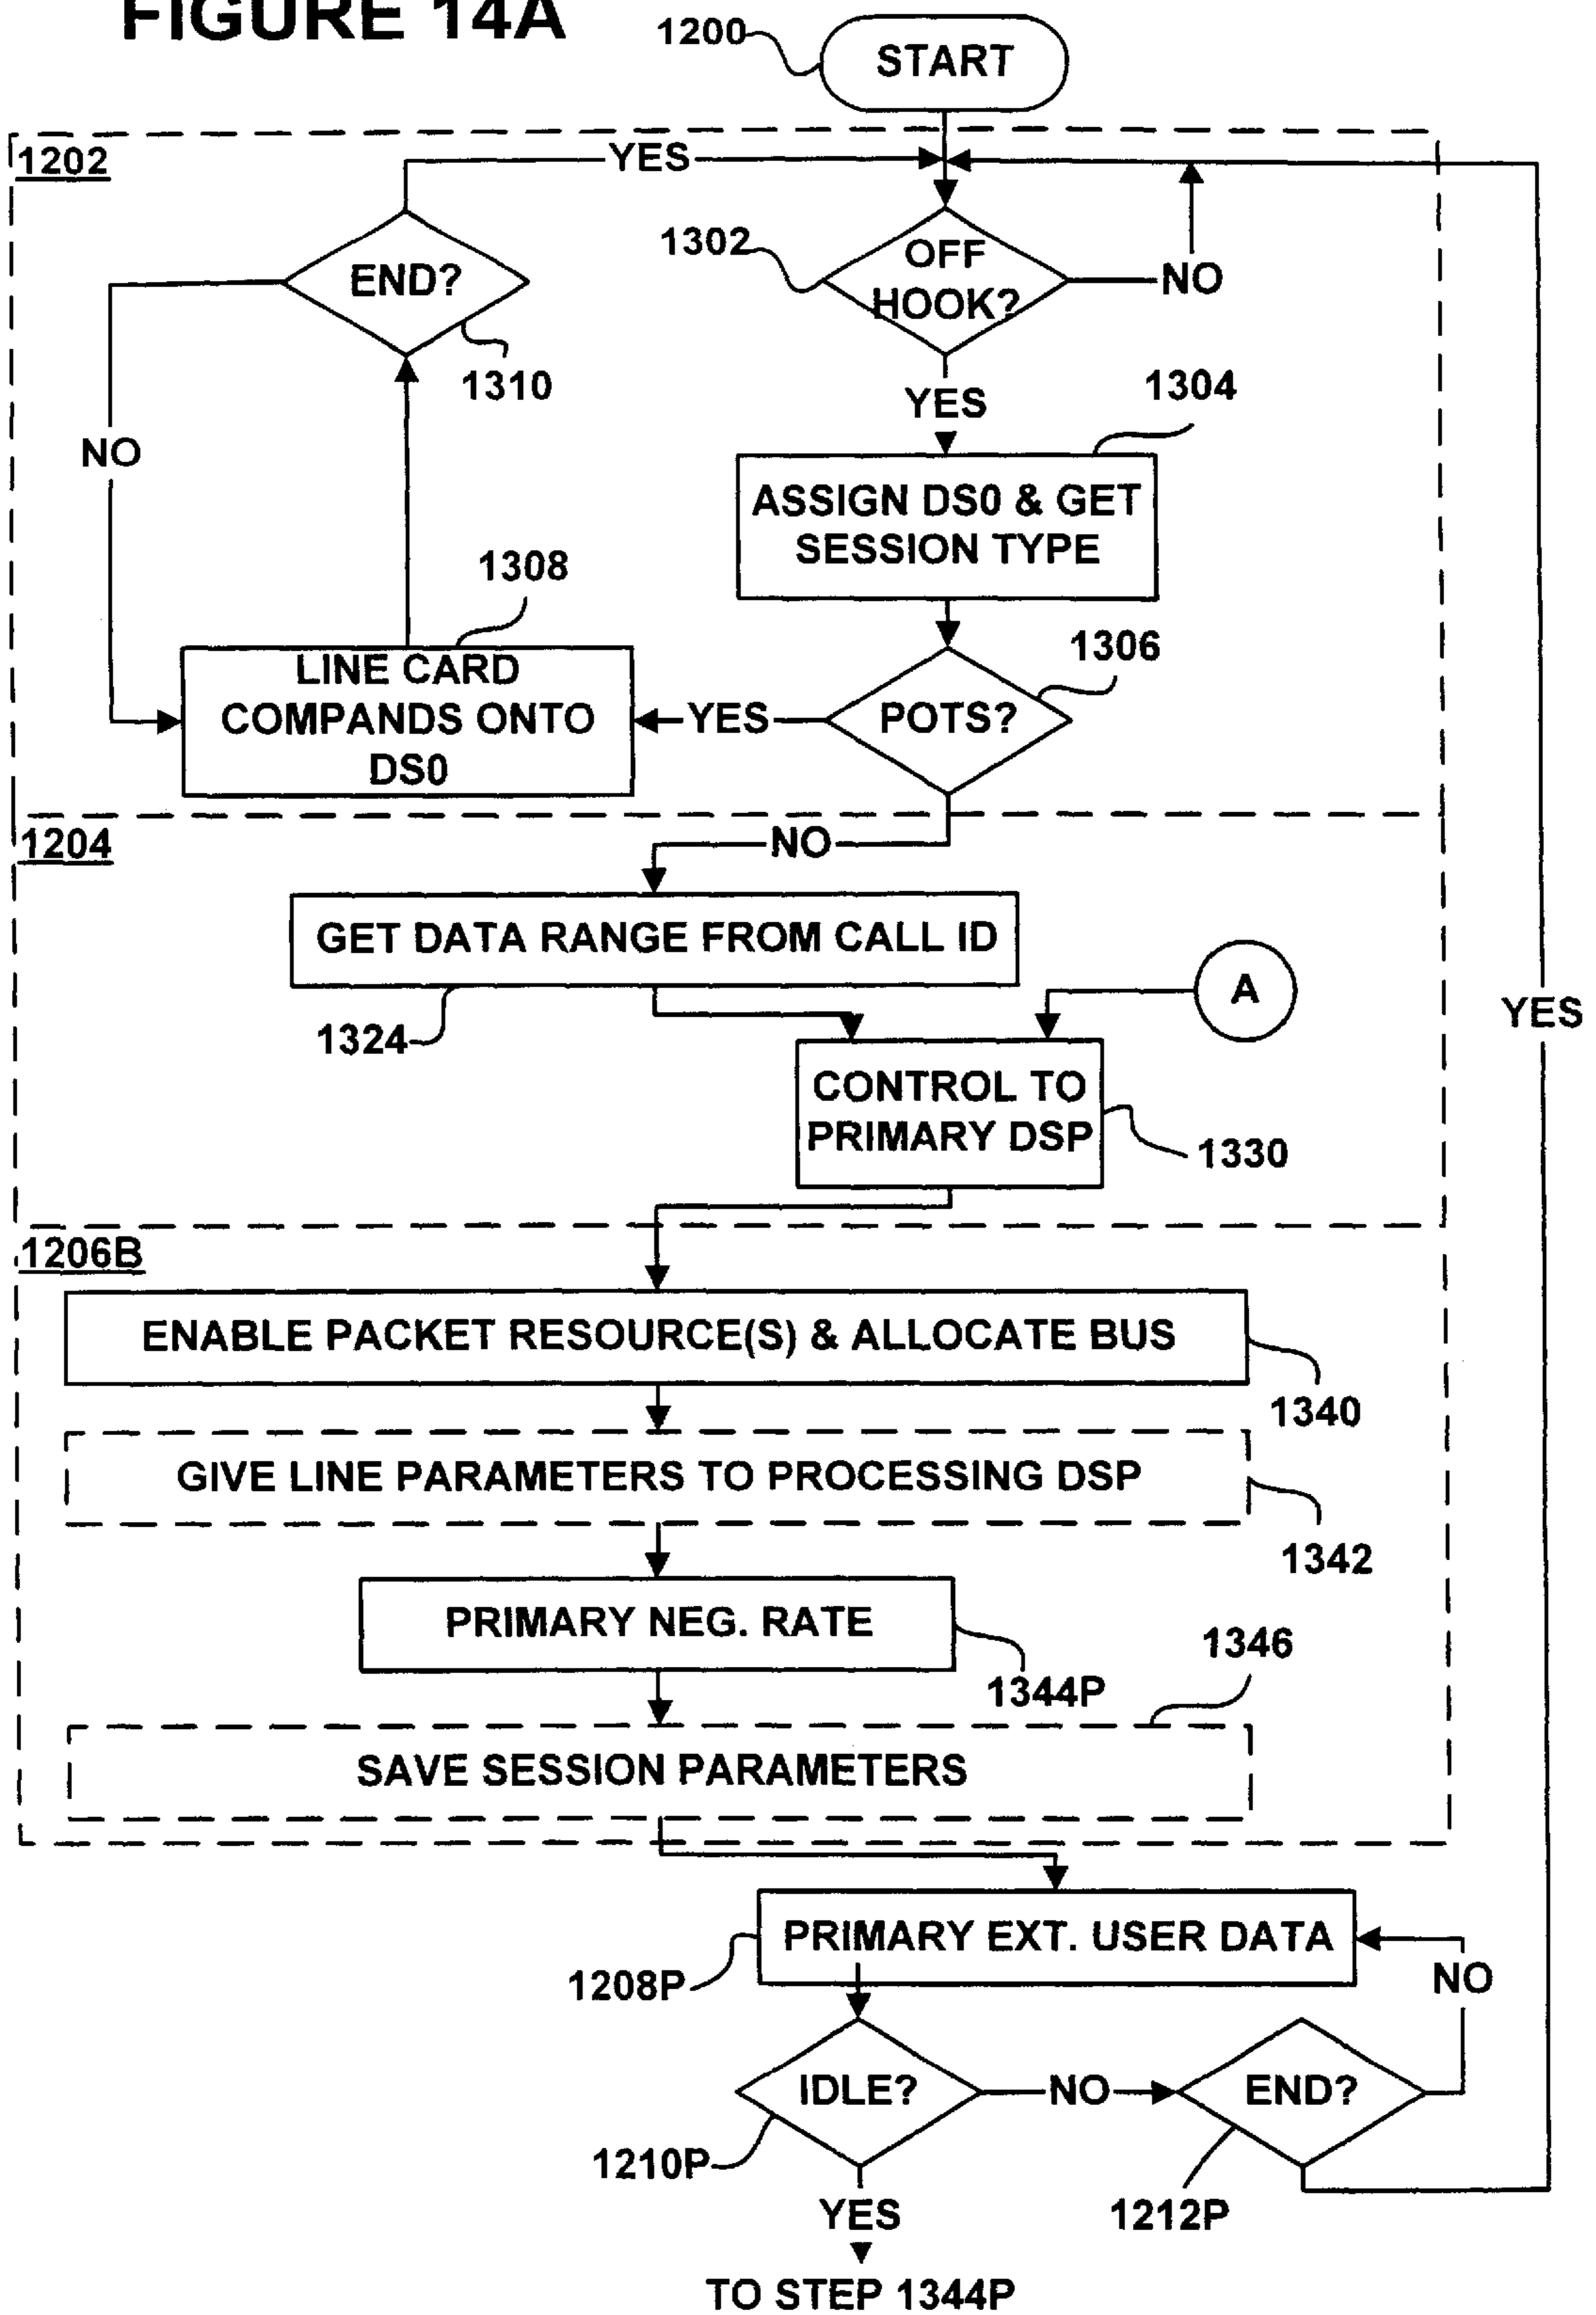 FIGURE 14A
1200
START
1202
YES
1302
OFF
HOOK?
NO
END?
1310
YES
1304
NO
ASSIGN DS0 & GET
SESSION TYPE
1308
1306
LINE CARD
COMPANDS ONTO
DS0
YES
POTS?
1204
NO
GET DATA RANGE FROM CALL ID
A
1324
YES
CONTROL TO
PRIMARY DSP
1330
1206B
ENABLE PACKET RESOURCE(S) & ALLOCATE BUS
1340
GIVE LINE PARAMETERS TO PROCESSING DSP
1342
PRIMARY NEG. RATE
1344P
1346
SAVE SESSION PARAMETERS
PRIMARY EXT. USER DATA
1208P
NO
IDLE?
NO
END?
1210P
1212P
YES
TO STEP 1344P